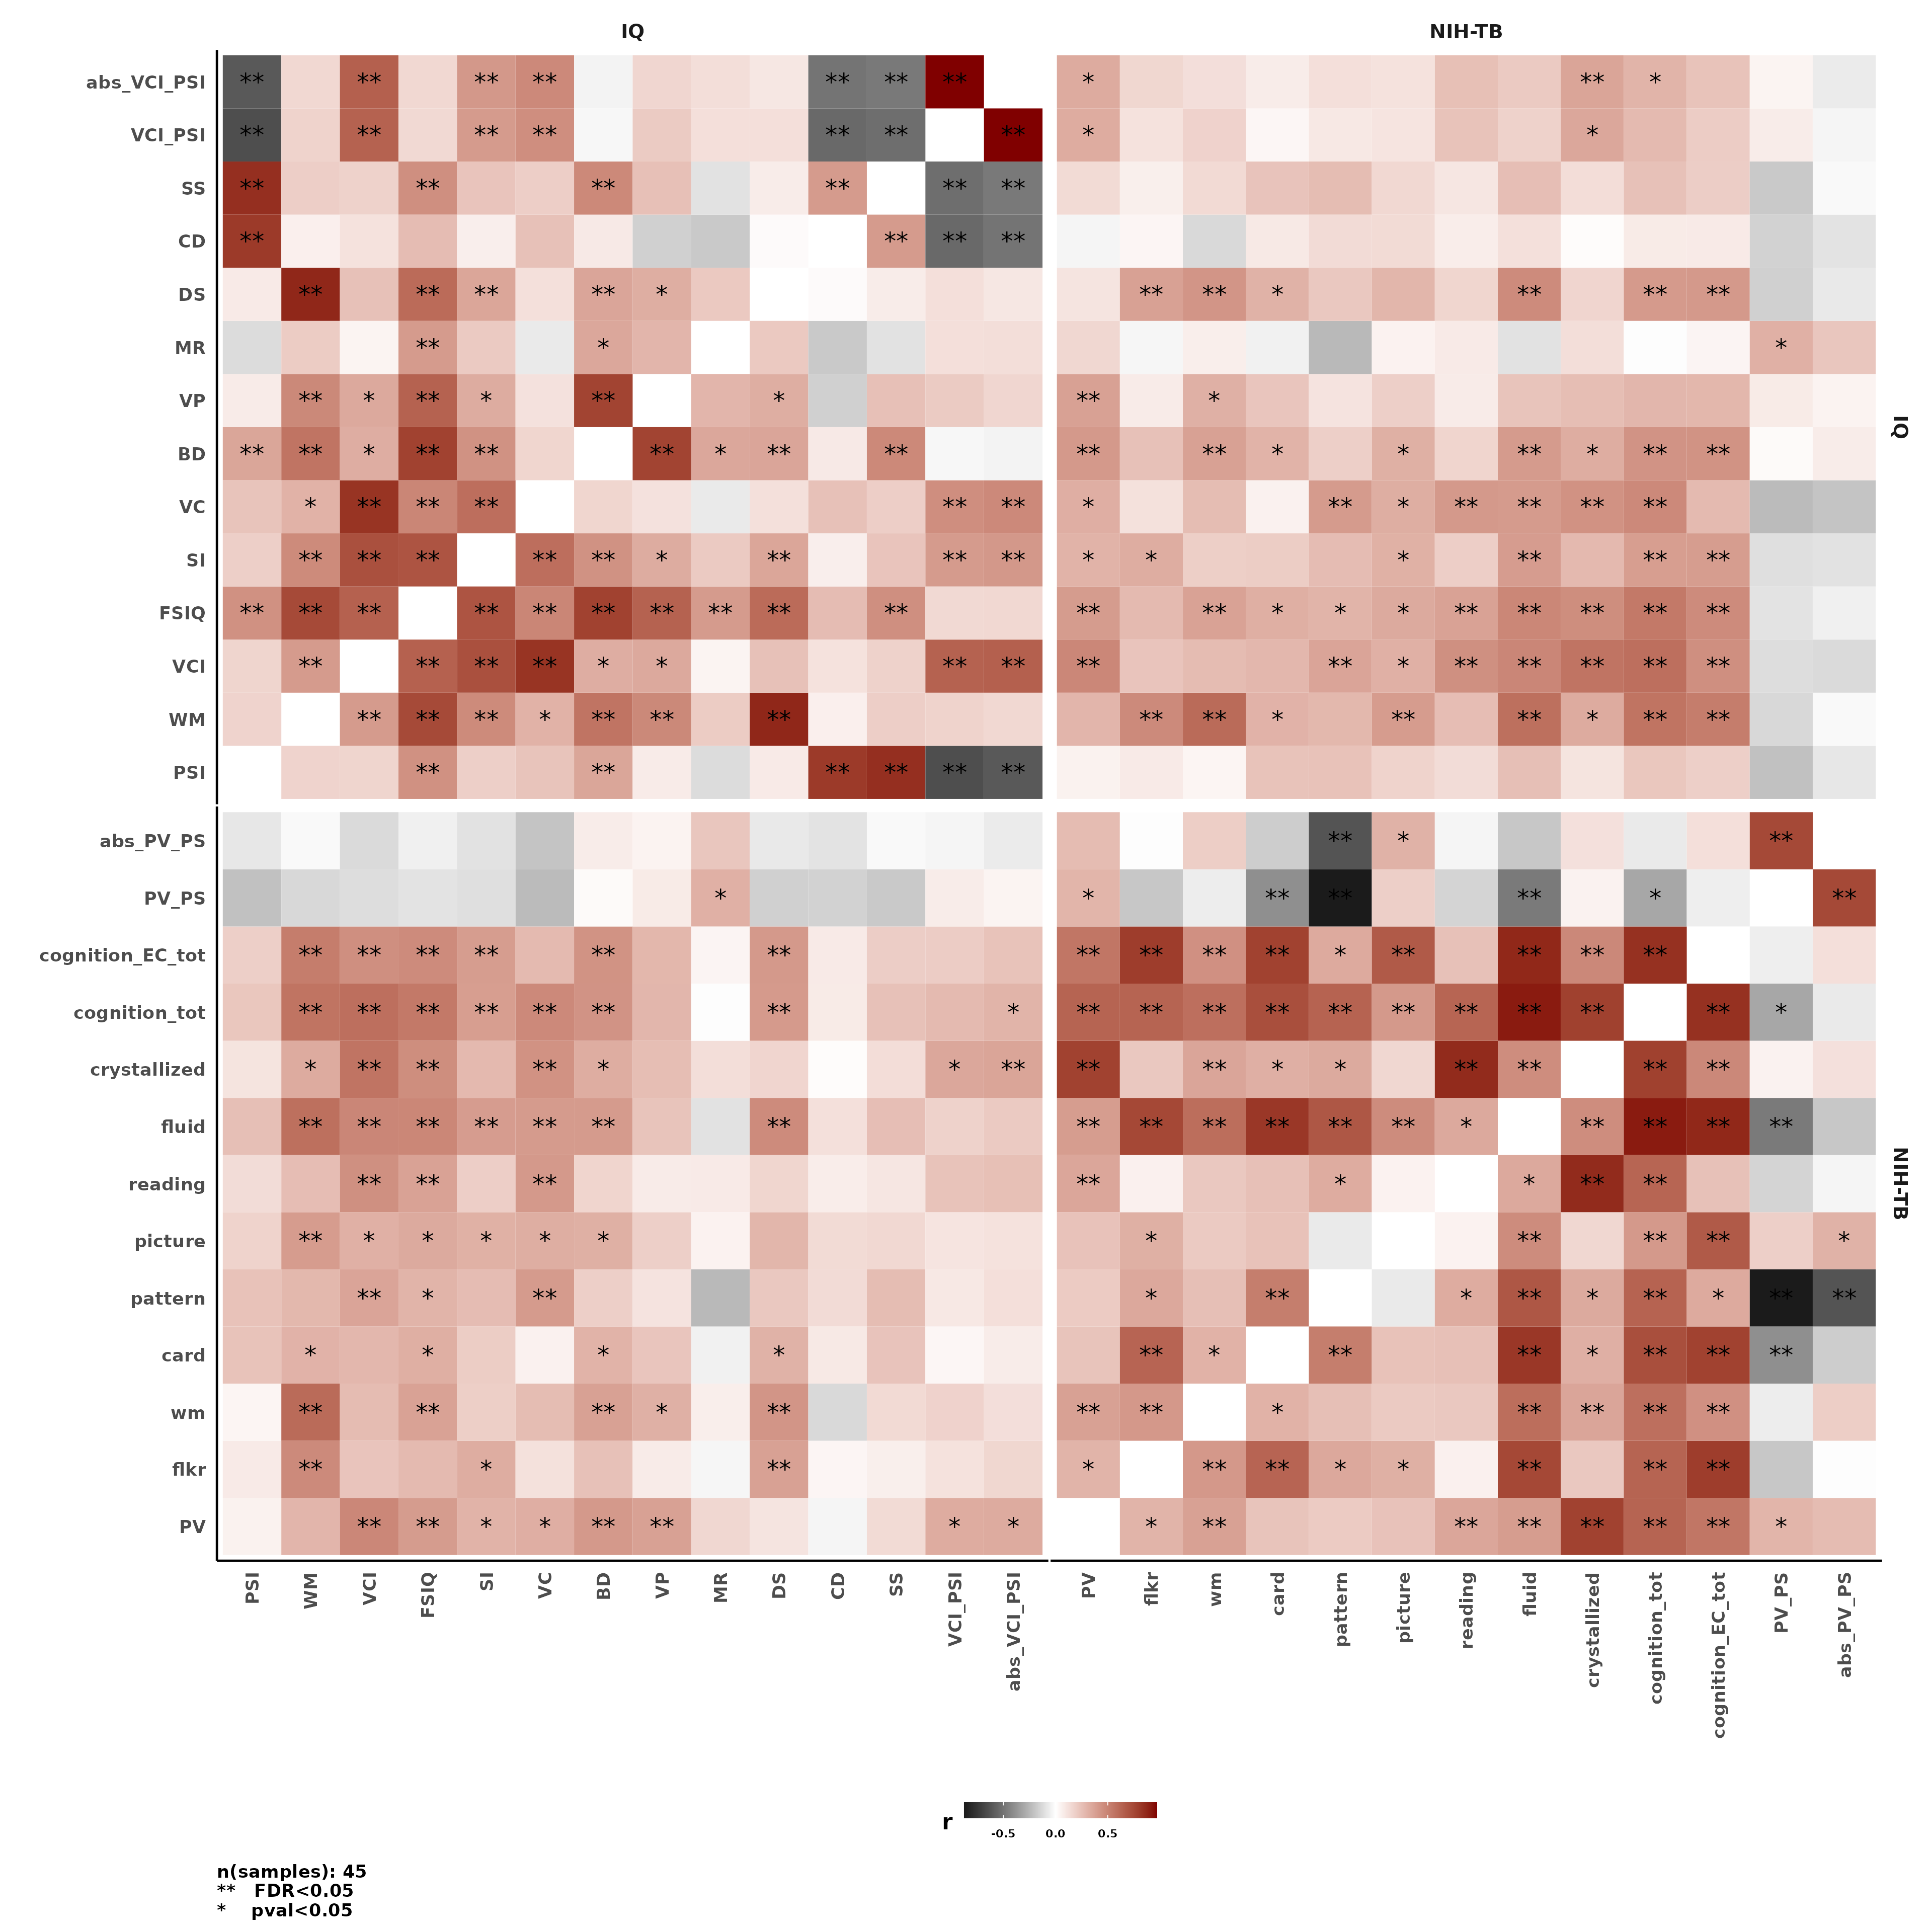 IQ
NIH-TB
abs_VCI_PSI ** ** ** ** ** ** ** * ** *
VCI_PSI ** ** ** ** ** ** ** * *
SS ** ** ** ** ** **
CD ** ** ** **
DS ** ** ** ** * ** ** * ** ** **
MR ** * *
VP ** * ** * ** * ** *
BD ** ** * ** ** ** * ** ** ** ** * * ** * ** **
VC * ** ** ** ** ** * ** * ** ** ** **
SI ** ** ** ** ** * ** ** ** * * * ** ** **
FSIQ ** ** ** ** ** ** ** ** ** ** ** ** * * * ** ** ** ** **
VCI ** ** ** ** * * ** ** ** ** * ** ** ** ** **
WM ** ** ** * ** ** ** ** ** * ** ** * ** **
PSI ** ** ** ** ** **
IQ
abs_PV_PS ** * **
PV_PS * * ** ** ** * **
cognition_EC_tot ** ** ** ** ** ** ** ** ** ** * ** ** ** **
cognition_tot ** ** ** ** ** ** ** * ** ** ** ** ** ** ** ** ** ** *
crystallized * ** ** ** * * ** ** ** * * ** ** ** **
fluid ** ** ** ** ** ** ** ** ** ** ** ** ** * ** ** ** **
reading ** ** ** ** * * ** **
picture ** * * * * * * ** ** ** *
pattern ** * ** * ** * ** * ** * ** **
card * * * * ** * ** ** * ** ** **
wm ** ** ** * ** ** ** * ** ** ** **
flkr ** * ** * ** ** * * ** ** **
PV ** ** * * ** ** * * * ** ** ** ** ** ** *
NIH-TB
PSI WM VCI FSIQ SI VC BD VP MR DS CD SS VCI_PSI abs_VCI_PSI PV flkr wm card pattern picture reading fluid crystallized cognition_tot cognition_EC_tot PV_PS abs_PV_PS
r
-0.5 0.0 0.5
n(samples): 45
** FDR<0.05
* pval<0.05